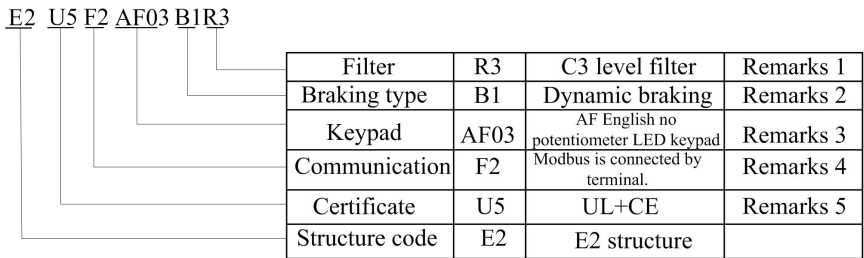 E2 U5 F2 AF03 B1R3
Filter R3 C3 level filter Remarks 1
Braking type B1 Dynamic braking Remarks 2
Keypad AF03 AF English no potentiometer LED keypad Remarks 3
Communication F2 Modbus is connected by terminal. Remarks 4
Certificate U5 UL+CE Remarks 5
Structure code E2 E2 structure